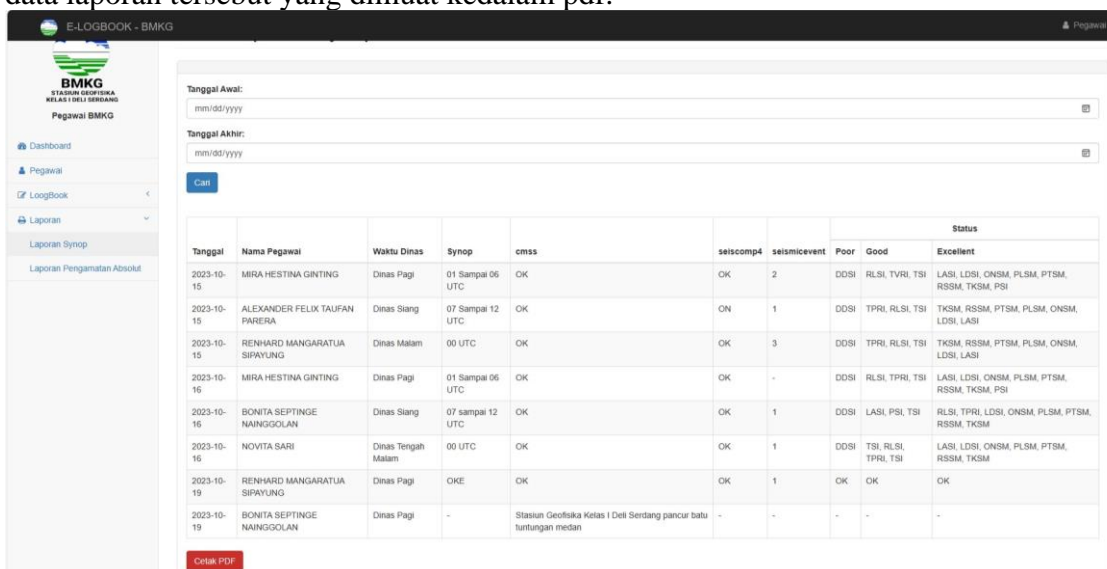 data laporan tersebut yang dimuat kedalam pdf.
E-LOGBOOK - BMKG
Pegawai
BMKG
STASIUN GEOFISIKA
KELAS I DELI SERDANG
Pegawai BMKG
Dashboard
Pegawai
LoogBook
Laporan
Laporan Synop
Laporan Pengamatan Absolut
Tanggal Awal:
mm/dd/yyyy
Tanggal Akhir:
mm/dd/yyyy
Cari
Status
Tanggal Nama Pegawai Waktu Dinas Synop cmss seiscomp4 seismicevent Poor Good Excellent
2023-10- MIRA HESTINA GINTING Dinas Pagi 01 Sampai 06 OK OK 2 DDSI RLSI, TVRI, TSI LASI, LDSI, ONSM, PLSM, PTSM,
15 UTC RSSM, TKSM, PSI
2023-10- ALEXANDER FELIX TAUFAN Dinas Siang 07 Sampai 12 OK ON 1 DDSI TPRI, RLSI, TSI TKSM, RSSM, PTSM, PLSM, ONSM,
15 PARERA UTC LDSI, LASI
2023-10- RENHARD MANGARATUA Dinas Malam 00 UTC OK OK 3 DDSI TPRI, RLSI, TSI TKSM, RSSM, PTSM, PLSM, ONSM,
15 SIPAYUNG LDSI, LASI
2023-10- MIRA HESTINA GINTING Dinas Pagi 01 Sampai 06 OK OK - DDSI RLSI, TPRI, TSI LASI, LDSI, ONSM, PLSM, PTSM,
16 UTC RSSM, TKSM, PSI
2023-10- BONITA SEPTINGE Dinas Siang 07 sampai 12 OK OK 1 DDSI LASI, PSI, TSI RLSI, TPRI, LDSI, ONSM, PLSM, PTSM,
16 NAINGGOLAN UTC RSSM, TKSM
2023-10- NOVITA SARI Dinas Tengah 00 UTC OK OK 1 DDSI TSI, RLSI, LASI, LDSI, ONSM, PLSM, PTSM,
16 Malam TPRI, TSI RSSM, TKSM
2023-10- RENHARD MANGARATUA Dinas Pagi OKE OK OK 1 OK OK OK
19 SIPAYUNG
2023-10- BONITA SEPTINGE Dinas Pagi - Stasiun Geofisika Kelas I Deli Serdang pancur batu - - - - -
19 NAINGGOLAN tuntungan medan
Cetak PDF